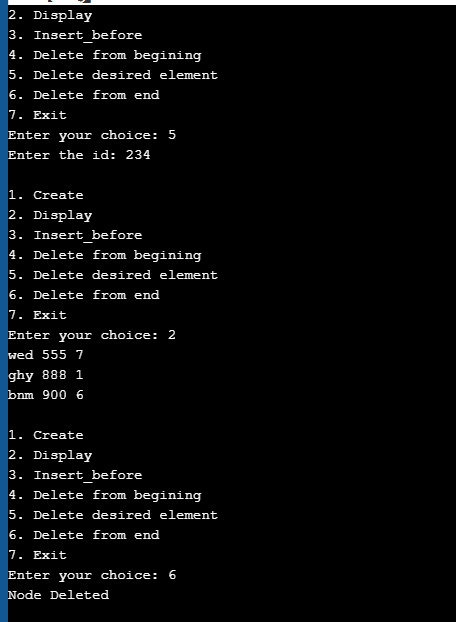 2. Display
3. Insert_before
4. Delete from begining
5. Delete desired element
6. Delete from end
7. Exit
Enter your choice: 5
Enter the id: 234
1. Create
2. Display
3. Insert_before
4. Delete from begining
5. Delete desired element
6. Delete from end
7. Exit
Enter your choice: 2
wed 555 7
ghy 888 1
bnm 900 6
1. Create
2. Display
3. Insert_before
4. Delete from begining
5. Delete desired element
6. Delete from end
7. Exit
Enter your choice: 6
Node Deleted